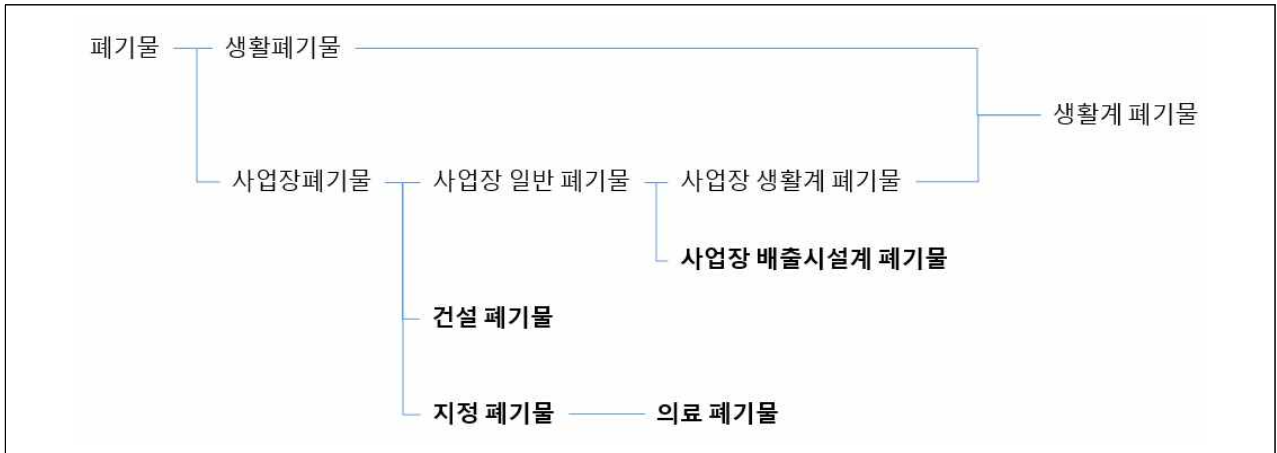 폐기물 생활폐기물
생활계 폐기물
사업장폐기물 사업장 일반 폐기물 사업장 생활계 폐기물
사업장 배출시설계 폐기물
건설 폐기물
지정 폐기물 의료 폐기물